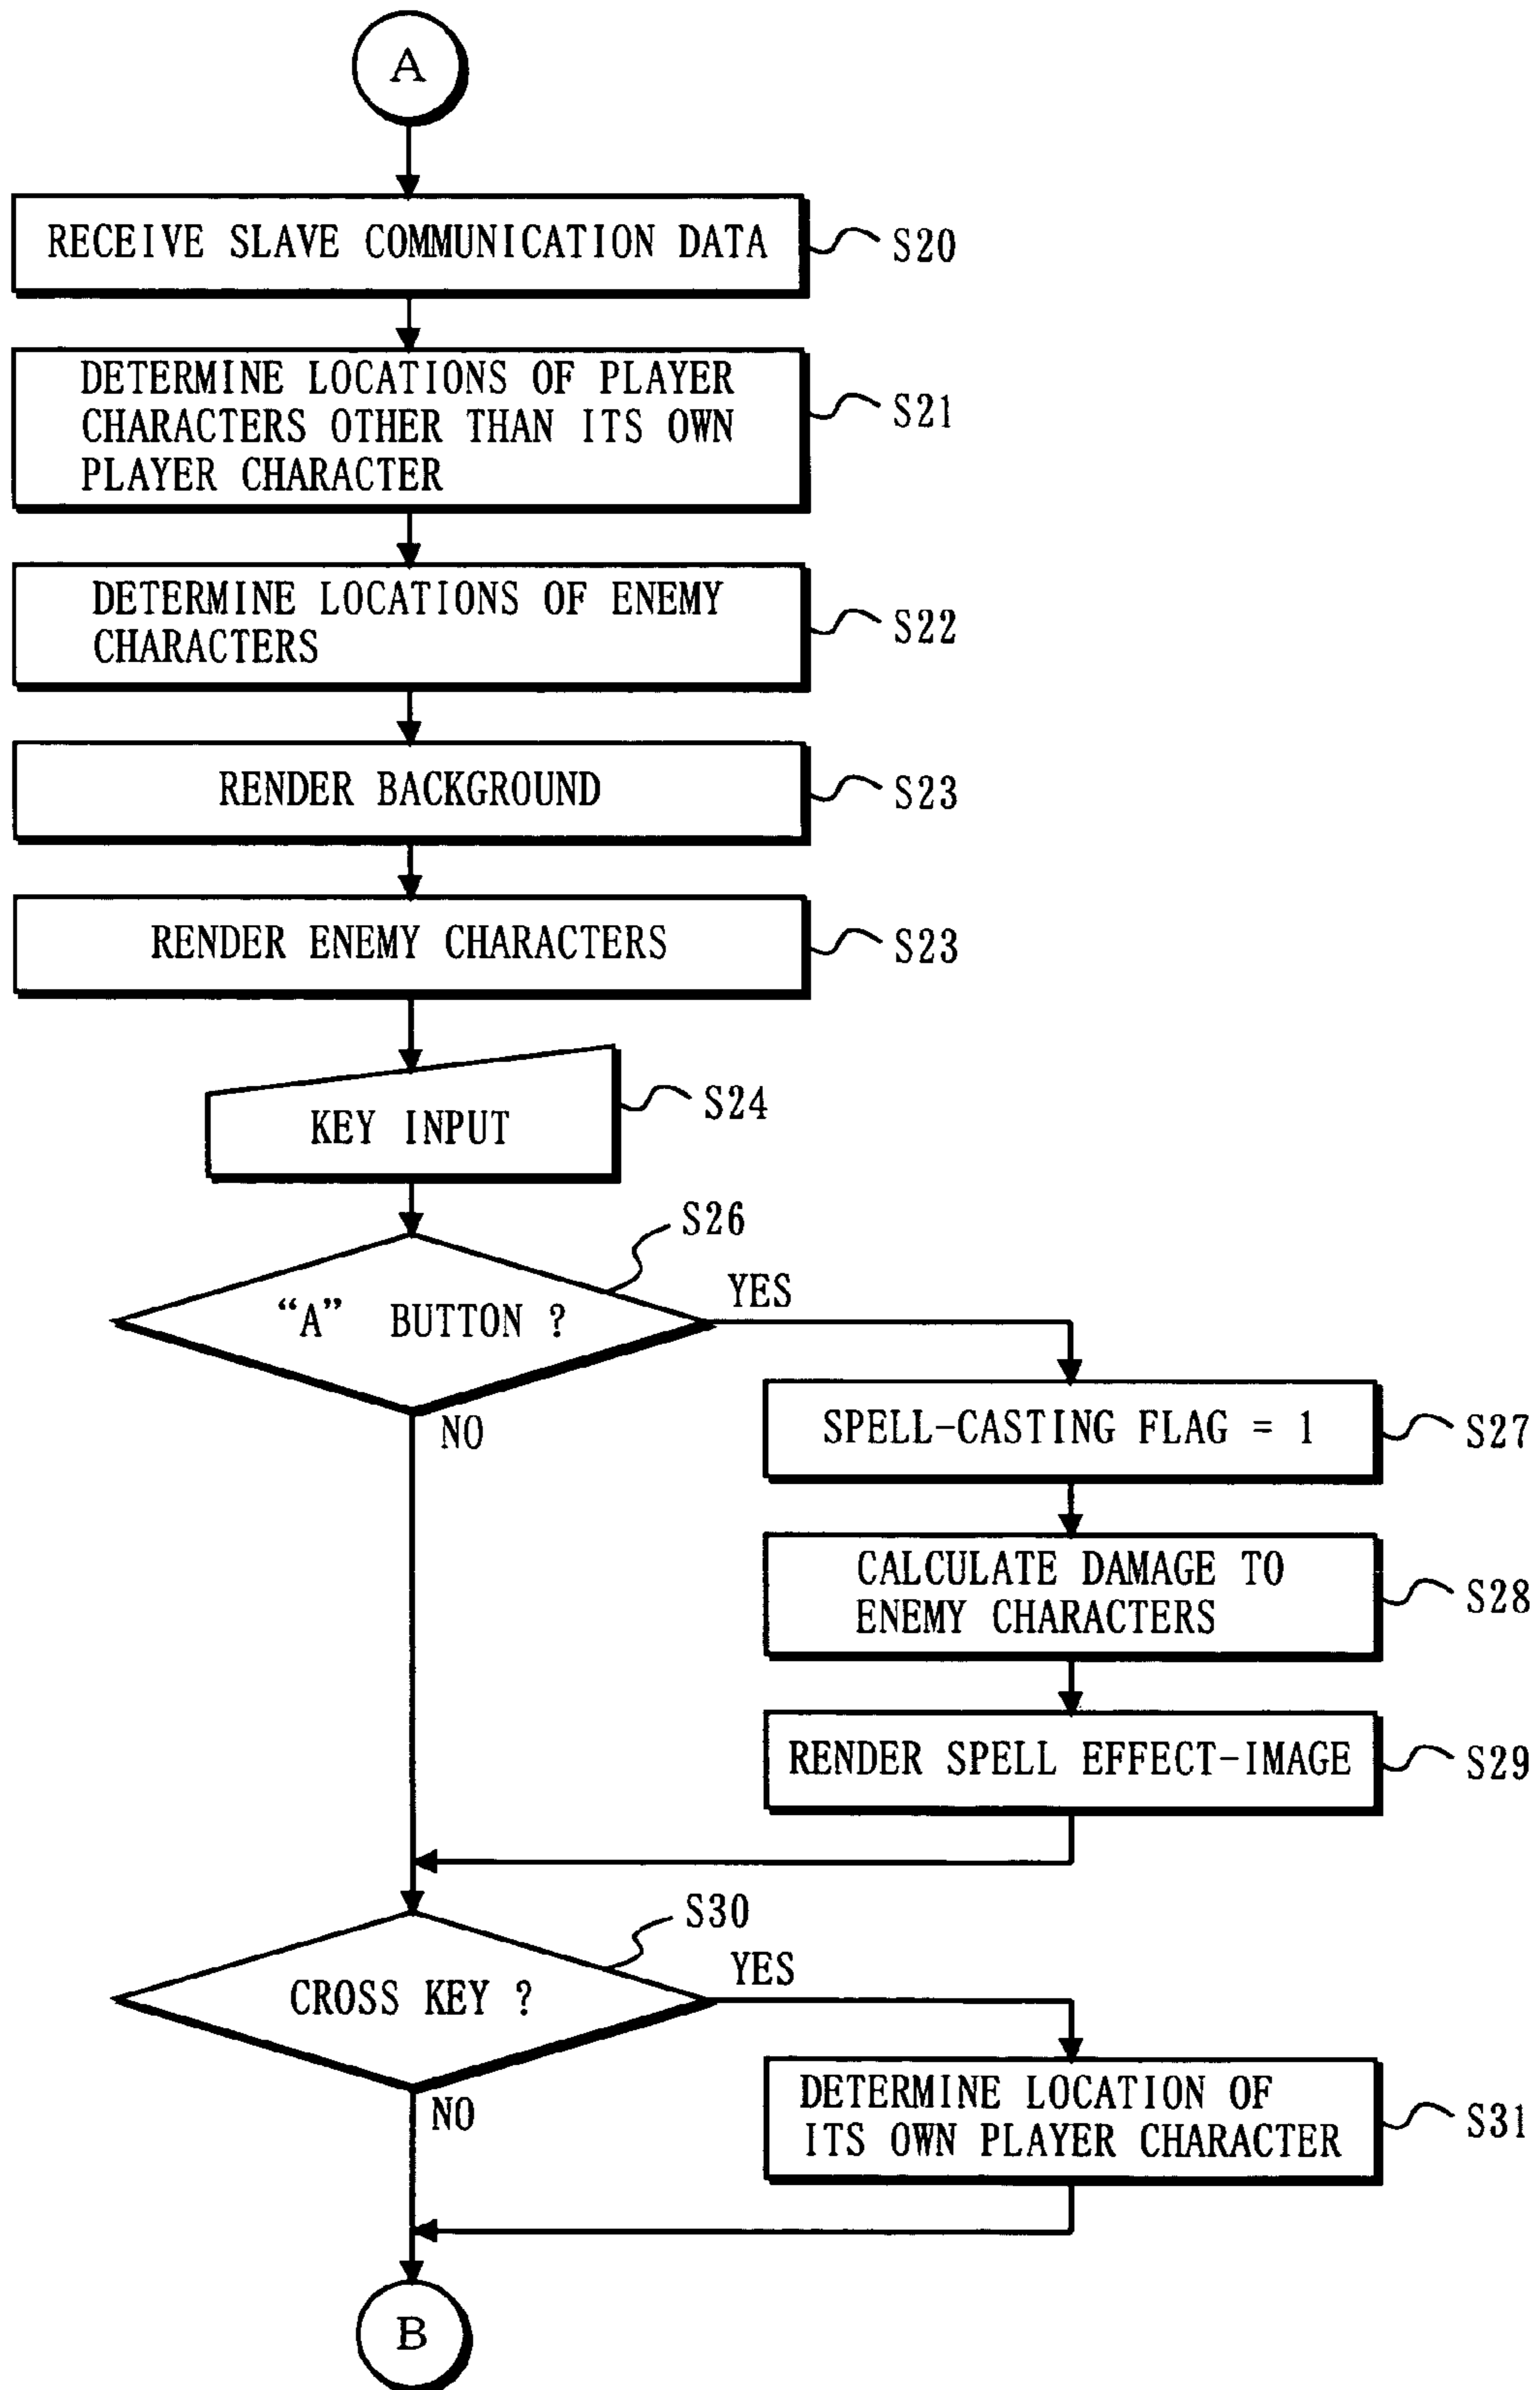 A
RECEIVE SLAVE COMMUNICATION DATA
S20
DETERMINE LOCATIONS OF PLAYER
CHARACTERS OTHER THAN ITS OWN
PLAYER CHARACTER
S21
DETERMINE LOCATIONS OF ENEMY
CHARACTERS
S22
RENDER BACKGROUND
S23
RENDER ENEMY CHARACTERS
S23
KEY INPUT
S24
S26
“A” BUTTON ?
YES
NO
SPELL-CASTING FLAG = 1
S27
CALCULATE DAMAGE TO
ENEMY CHARACTERS
S28
RENDER SPELL EFFECT-IMAGE
S29
S30
CROSS KEY ?
YES
NO
DETERMINE LOCATION OF
ITS OWN PLAYER CHARACTER
S31
B